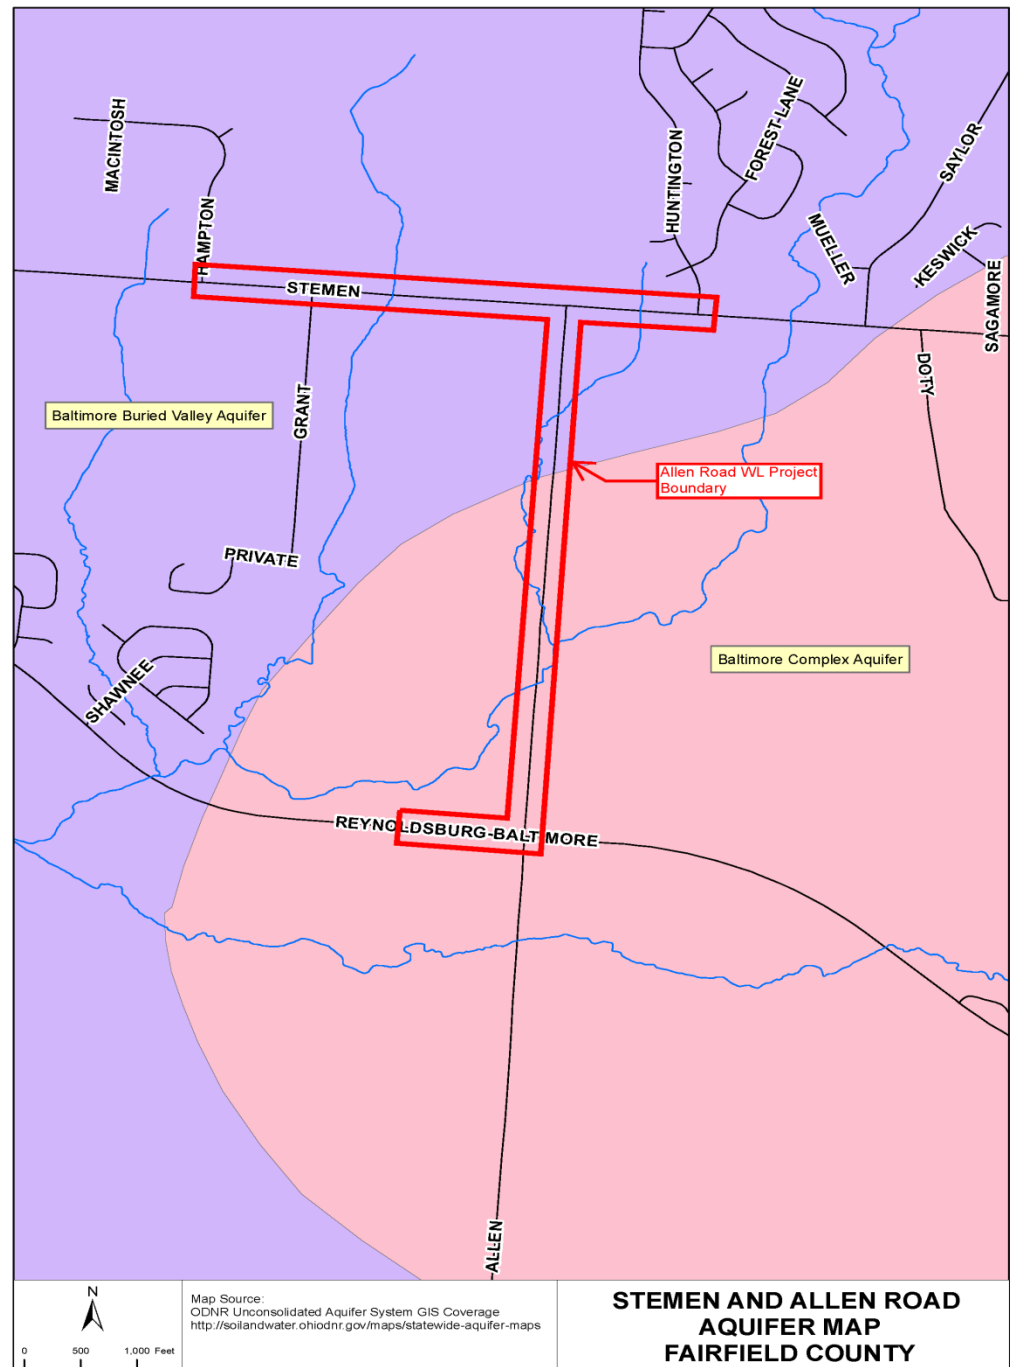 MACINTOSH
HAMPTON
HUNTINGTON
FOREST LANE
SAYLOR
MUELLER
KESWICK
SAGAMORE
STEMEN
DOTY
GRANT
Baltimore Buried Valley Aquifer
Allen Road WL Project
Boundary
PRIVATE
Baltimore Complex Aquifer
SHAWNEE
REYNOLDSBURG-BALTIMORE
ALLEN
N
0 500 1,000 Feet
Map Source:
ODNR Unconsolidated Aquifer System GIS Coverage
http://soilandwater.ohiodnr.gov/maps/statewide-aquifer-maps
STEMEN AND ALLEN ROAD
AQUIFER MAP
FAIRFIELD COUNTY